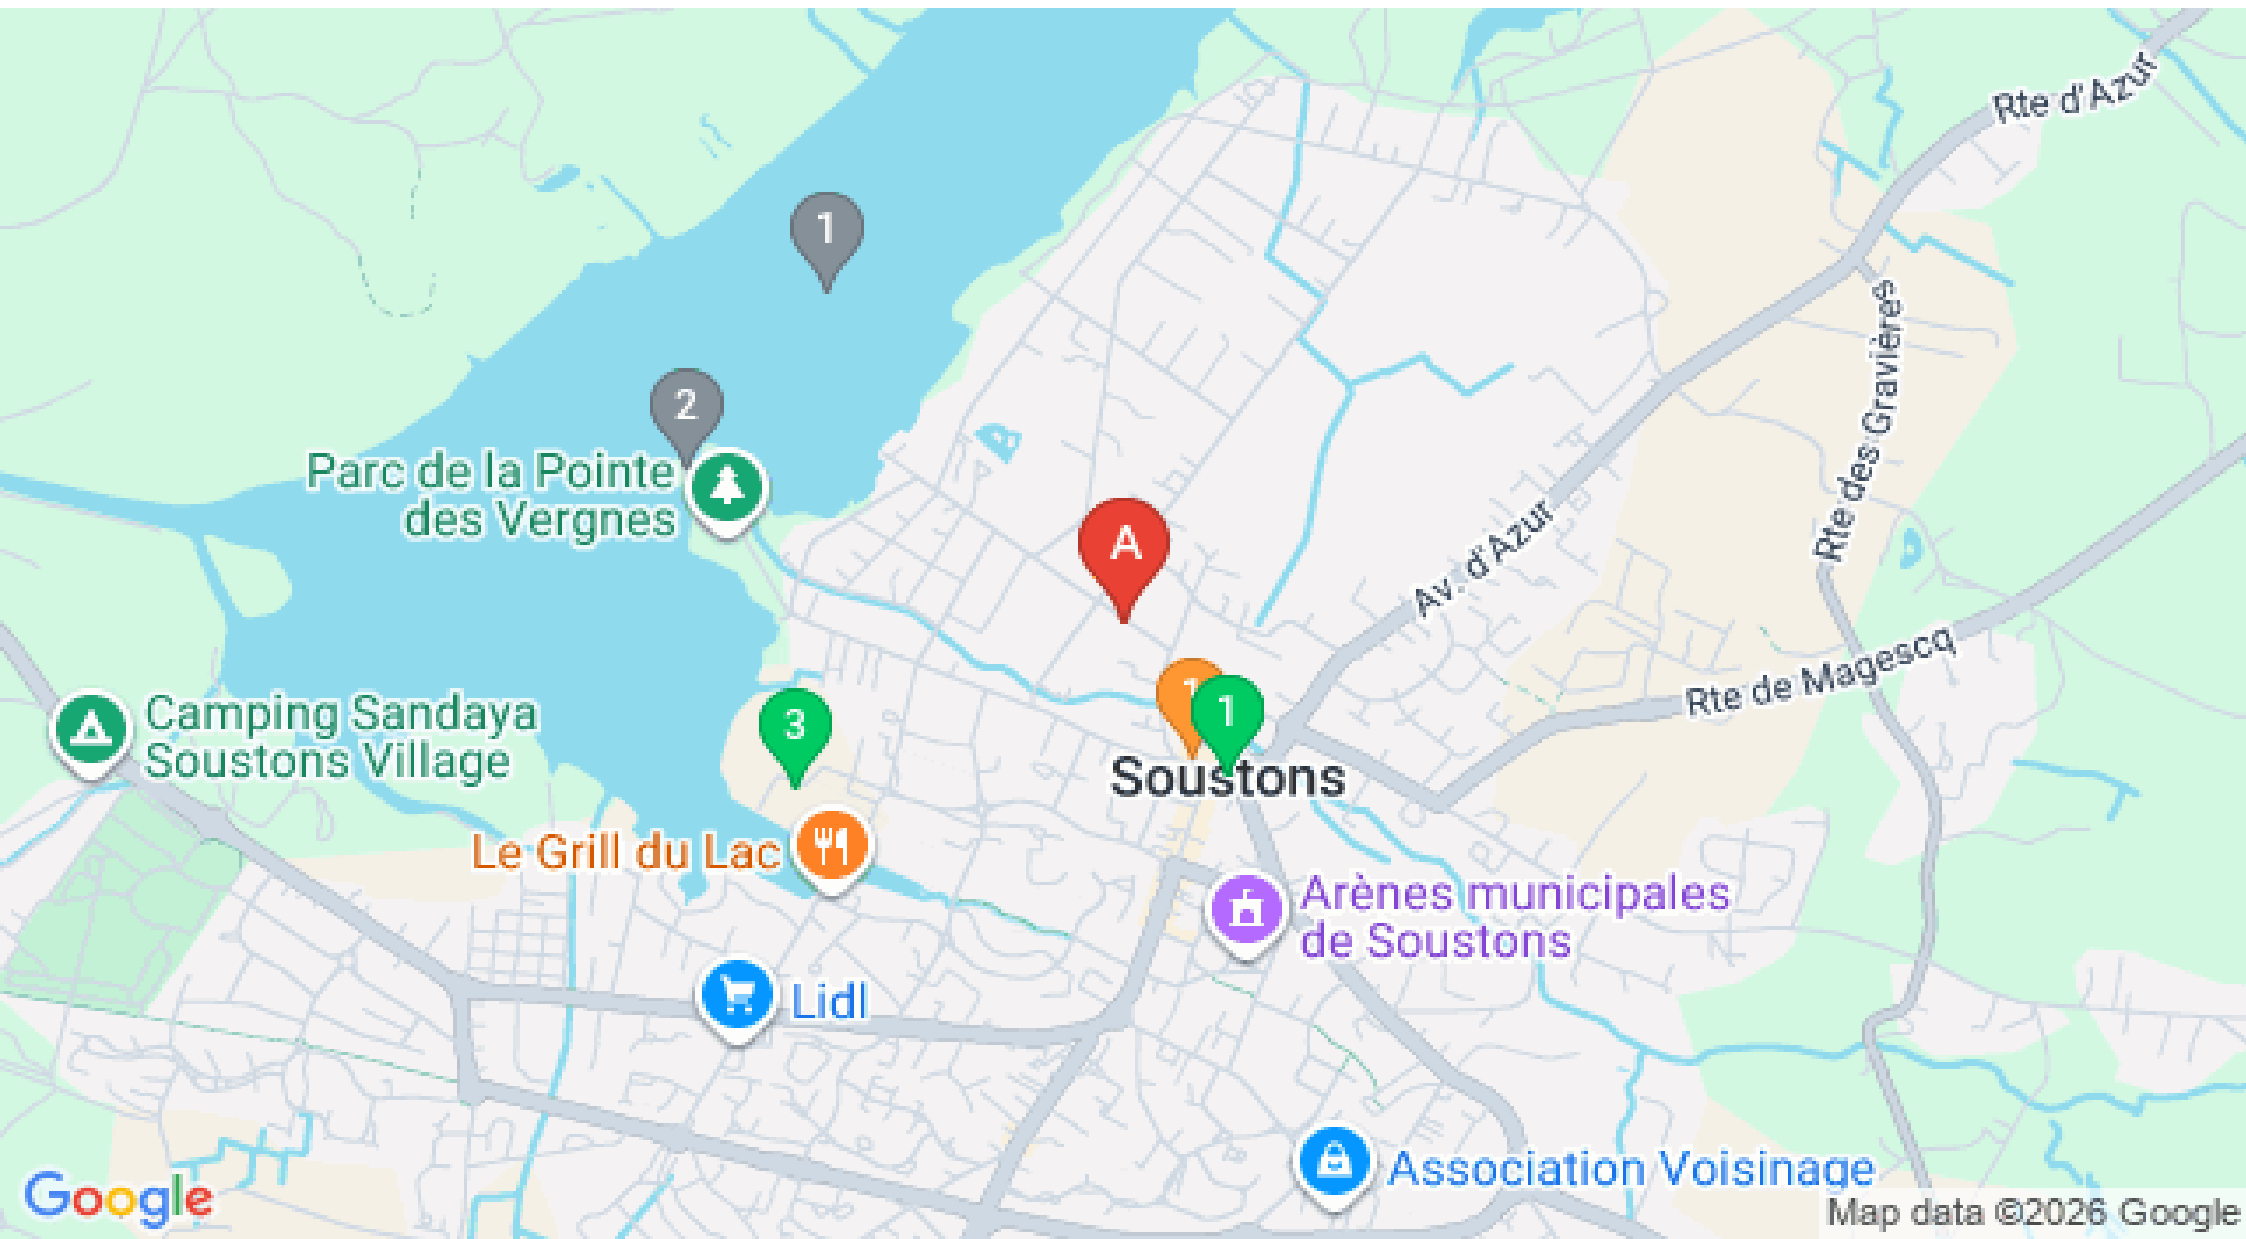 Rte d'Azur
1
Rte des Gravières
2
Parc de la Pointe
des Vergnes
A
Av. d'Azur
Rte de Magescq
1
1
3
Camping Sandaya
Soustons Village
Soustons
Le Grill du Lac
Arènes municipales
de Soustons
Lidl
Association Voisinage
Google
Map data ©2026 Google